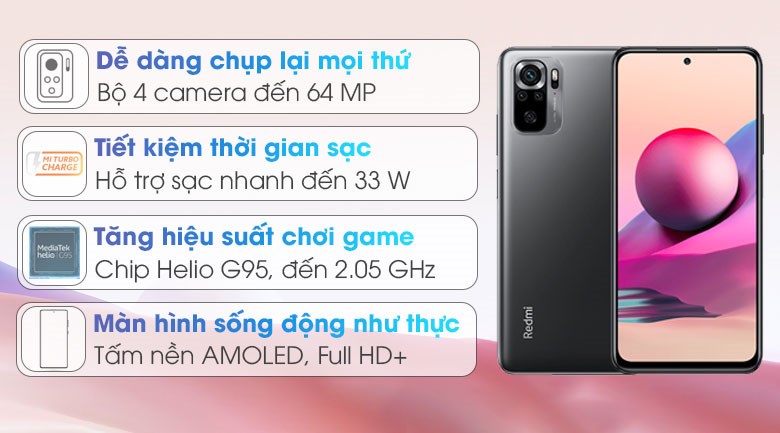 Dễ dàng chụp lại mọi thứ
Bộ 4 camera đến 64 MP
MI TURBO
CHARGE
Tiết kiệm thời gian sạc
Hỗ trợ sạc nhanh đến 33 W
MediaTek
helio G95
Tăng hiệu suất chơi game
Chip Helio G95, đến 2.05 GHz
Màn hình sống động như thực
Tấm nền AMOLED, Full HD+
Redmi